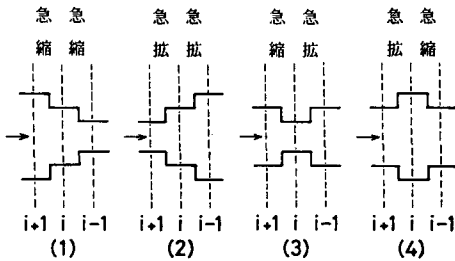 急縮 急縮
急拡 急拡
急縮 急拡
急拡 急縮
i+1 i i-1
i+1 i i-1
i+1 i i-1
i+1 i i-1
(1) (2) (3) (4)